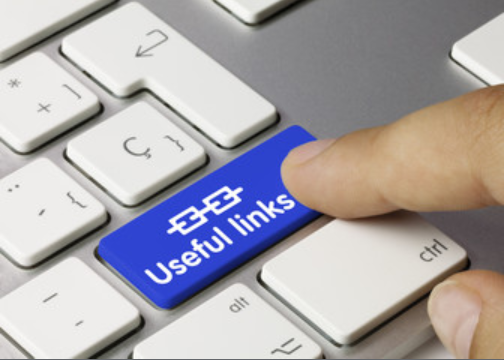 * + ]
Ç }
¨ ´ {
Useful links
_ -
alt
ctrl